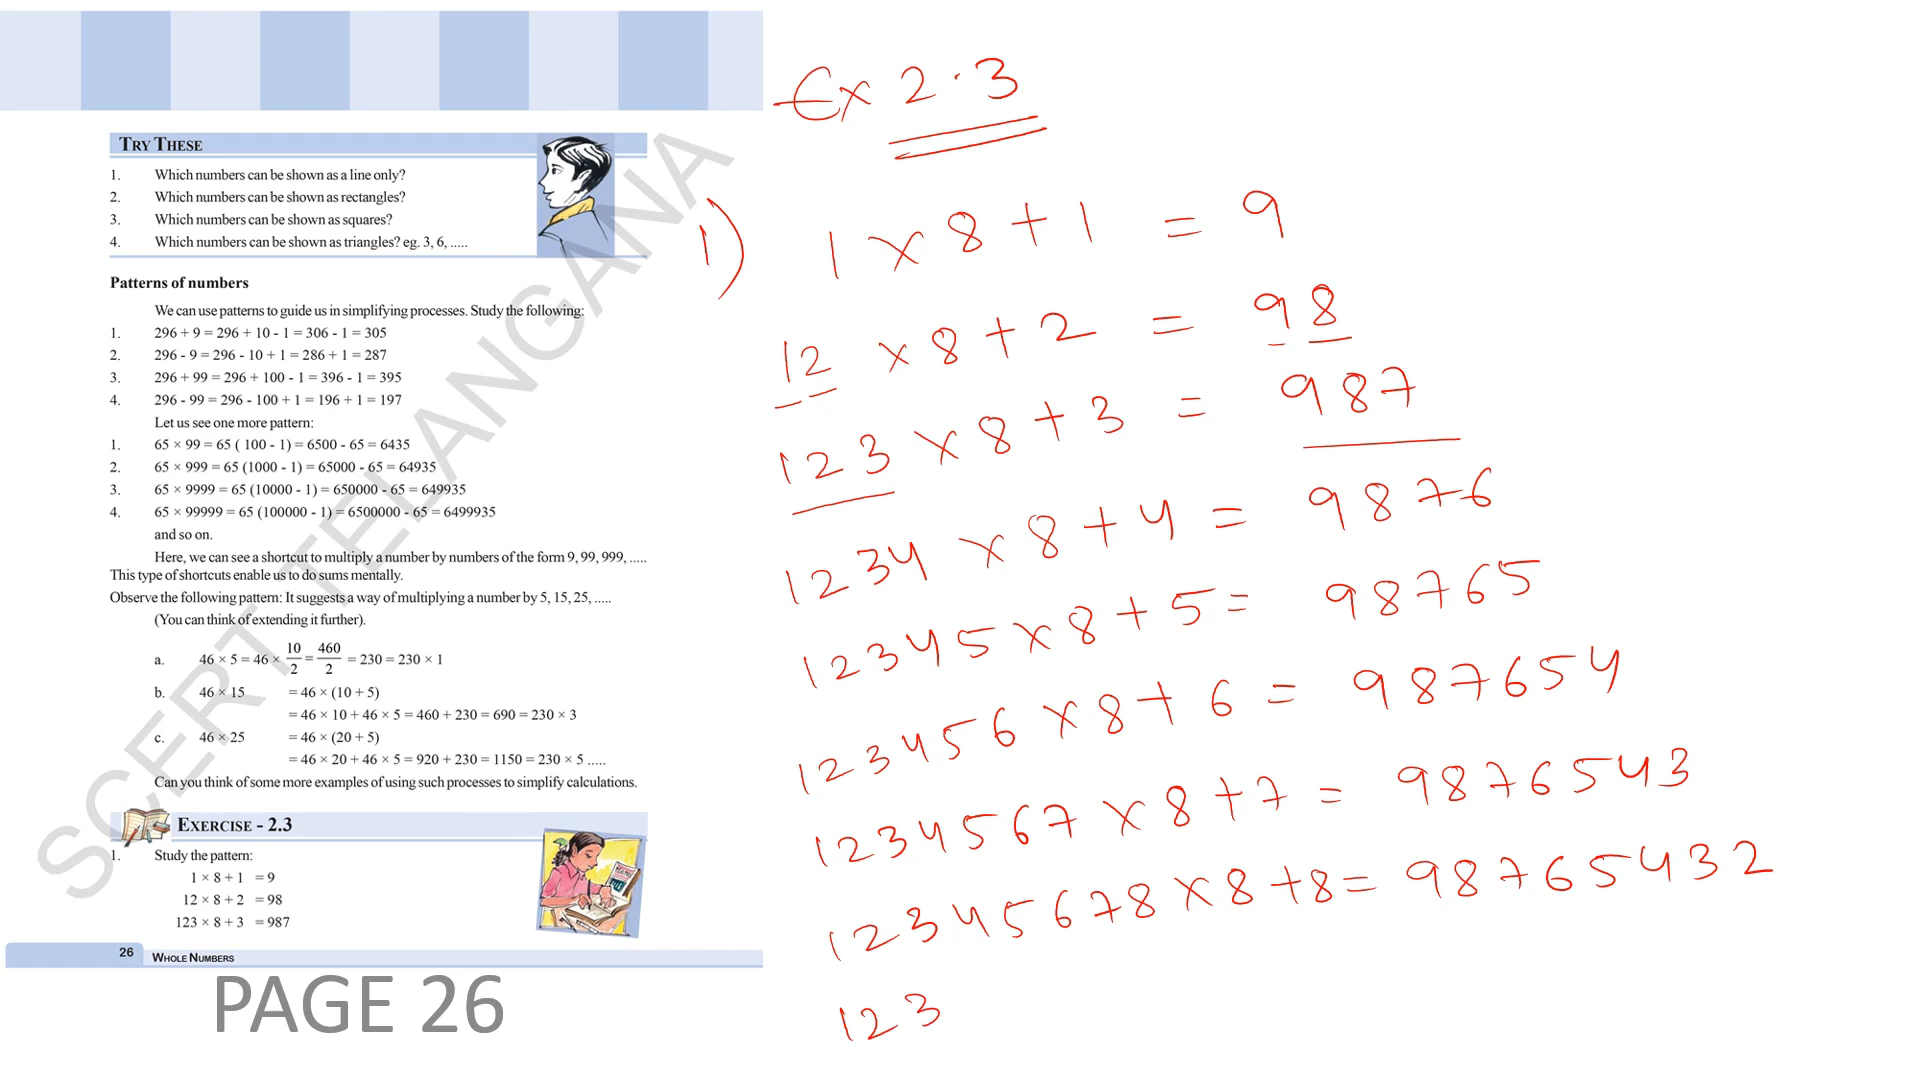 TRY THESE
1. Which numbers can be shown as a line only?
2. Which numbers can be shown as rectangles?
3. Which numbers can be shown as squares?
4. Which numbers can be shown as triangles? eg. 3, 6, .....
Patterns of numbers
We can use patterns to guide us in simplifying processes. Study the following:
1. 296 + 9 = 296 + 10 - 1 = 306 - 1 = 305
2. 296 - 9 = 296 - 10 + 1 = 286 + 1 = 287
3. 296 + 99 = 296 + 100 - 1 = 396 - 1 = 395
4. 296 - 99 = 296 - 100 + 1 = 196 + 1 = 197
Let us see one more pattern:
1. 65 × 99 = 65 ( 100 - 1) = 6500 - 65 = 6435
2. 65 × 999 = 65 (1000 - 1) = 65000 - 65 = 64935
3. 65 × 9999 = 65 (10000 - 1) = 650000 - 65 = 649935
4. 65 × 99999 = 65 (100000 - 1) = 6500000 - 65 = 6499935
and so on.
Here, we can see a shortcut to multiply a number by numbers of the form 9, 99, 999, .....
This type of shortcuts enable us to do sums mentally.
Observe the following pattern: It suggests a way of multiplying a number by 5, 15, 25, .....
(You can think of extending it further).
a. 46 × 5 = 46 × 10/2 = 460/2 = 230 = 230 × 1
b. 46 × 15 = 46 × (10 + 5)
= 46 × 10 + 46 × 5 = 460 + 230 = 690 = 230 × 3
c. 46 × 25 = 46 × (20 + 5)
= 46 × 20 + 46 × 5 = 920 + 230 = 1150 = 230 × 5 .....
Can you think of some more examples of using such processes to simplify calculations.
EXERCISE - 2.3
1. Study the pattern:
1 × 8 + 1 = 9
12 × 8 + 2 = 98
123 × 8 + 3 = 987
26 WHOLE NUMBERS
SCERT TELANGANA
PAGE 26
Ex 2.3
1) 1 × 8 + 1 = 9
12 × 8 + 2 = 98
123 × 8 + 3 = 987
1234 × 8 + 4 = 9876
12345 × 8 + 5 = 98765
123456 × 8 + 6 = 987654
1234567 × 8 + 7 = 9876543
12345678 × 8 + 8 = 98765432
123